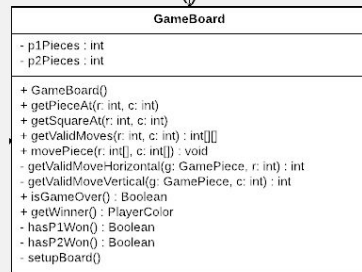 GameBoard
- p1Pieces : int
- p2Pieces : int
+ GameBoard()
+ getPieceAt(r: int, c: int)
+ getSquareAt(r: int, c: int)
+ getValidMoves(r: int, c: int) : int[][]
+ movePiece(r: int[], c: int[]) : void
- getValidMoveHorizontal(g: GamePiece, r: int) : int
- getValidMoveVertical(g: GamePiece, c: int) : int
+ isGameOver() : Boolean
+ getWinner() : PlayerColor
- hasP1Won() : Boolean
- hasP2Won() : Boolean
- setupBoard()